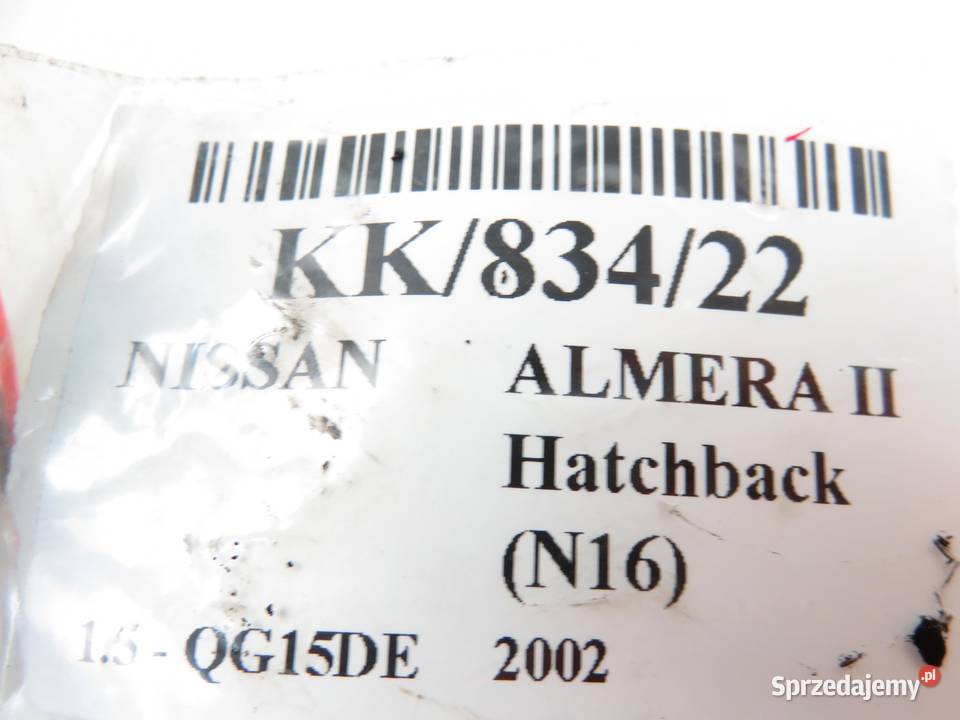 KK/834/22
NISSAN ALMERA II
Hatchback
(N16)
1.5 - QG15DE 2002
Sprzedajemy.pl